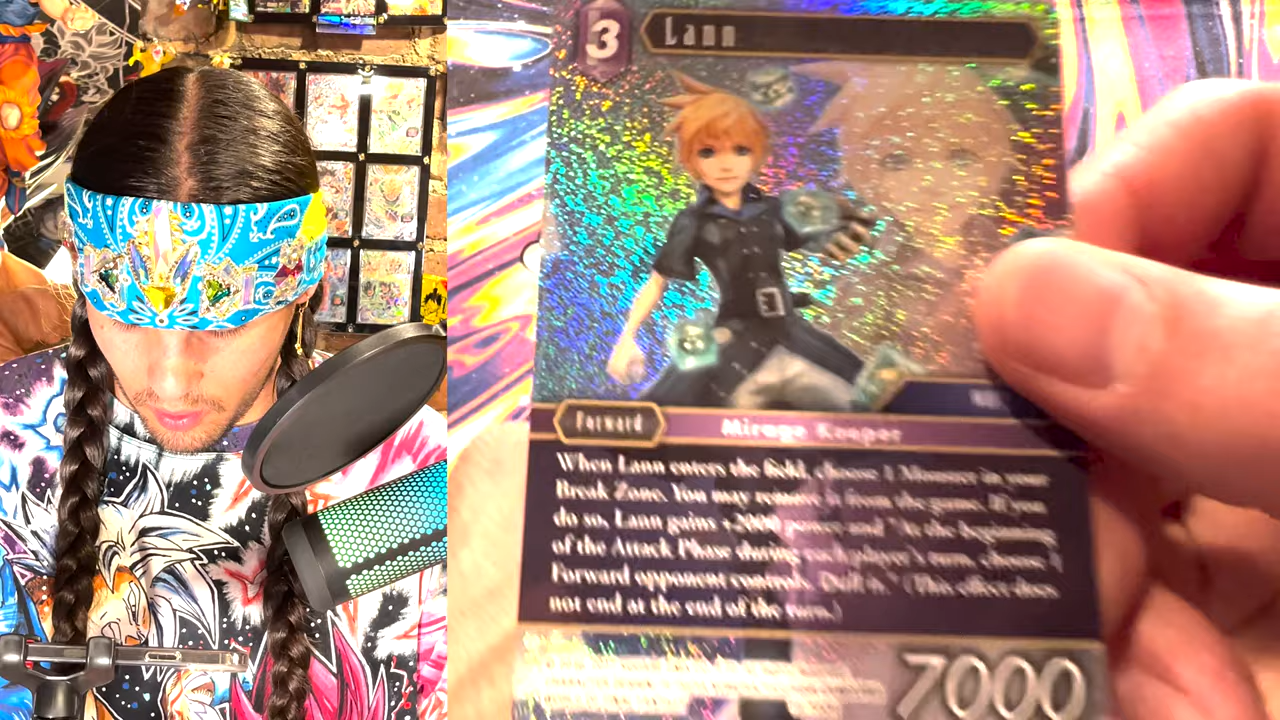 3
Lann
Forward
Mirage Keeper
When Lann enters the field, choose 1 Monster in your
Break Zone. You may remove it from the game. If you
do so, Lann gains +2000 power and "At the beginning
of the Attack Phase during each player's turn, choose 1
Forward opponent controls. Dull it." (This effect does
not end at the end of the turn.)
7000